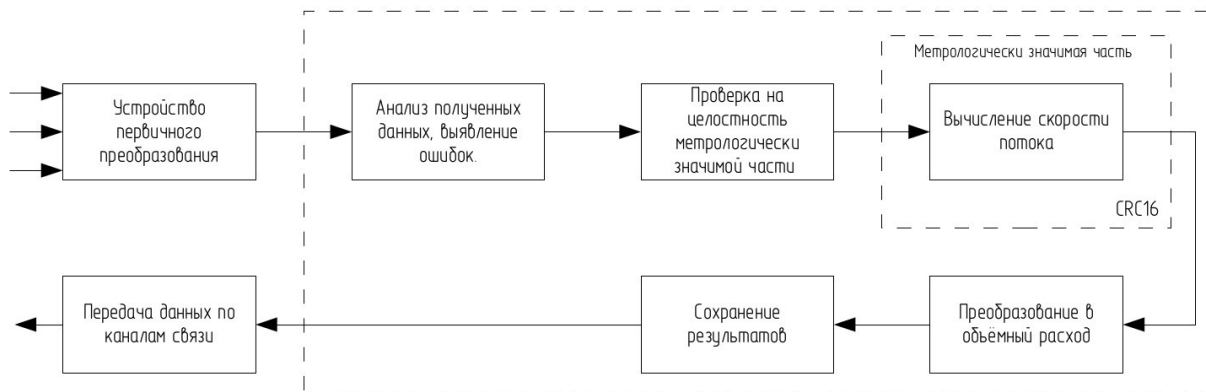 Метрологически значимая часть
Устройство
первичного
преобразования
Анализ полученных
данных, выявление
ошибок.
Проверка на
целостность
метрологически
значимой части
Вычисление скорости
потока
CRC16
Передача данных по
каналам связи
Сохранение
результатов
Преобразование в
объёмный расход